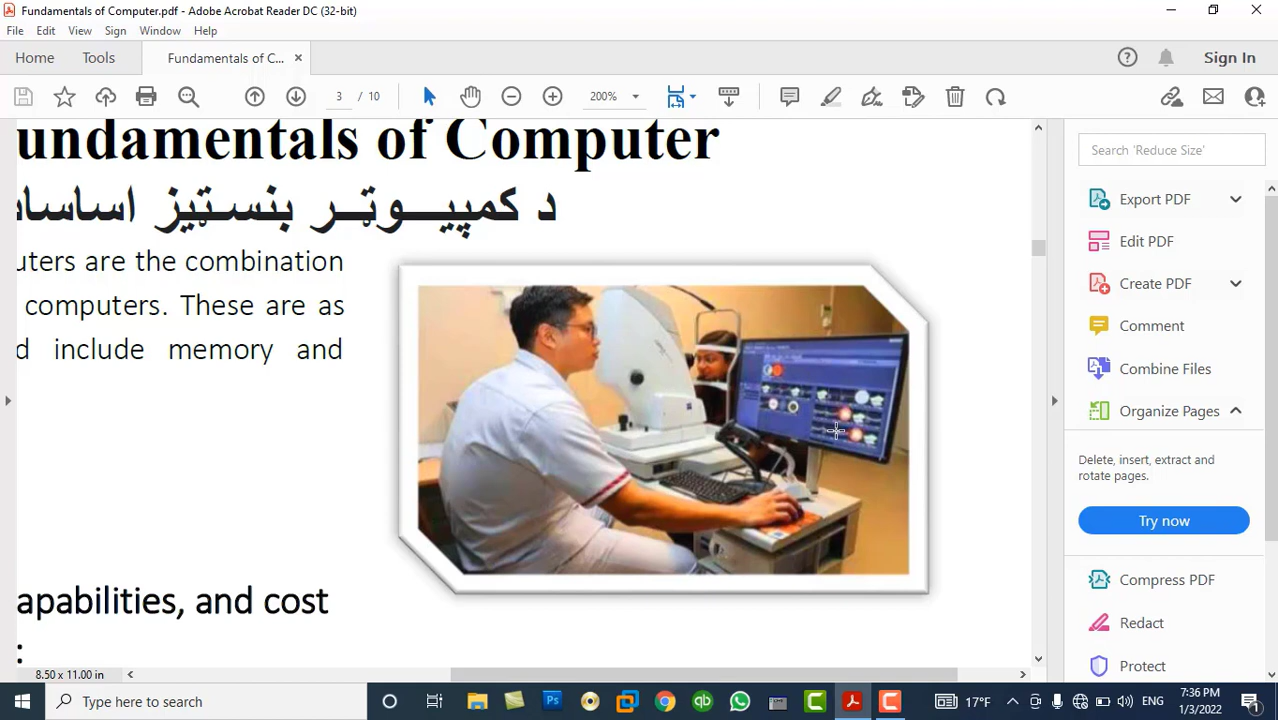 Fundamentals of Computer.pdf - Adobe Acrobat Reader DC (32-bit)
File Edit View Sign Window Help
Home Tools Fundamentals of C... × Sign In
3 / 10 200%
undamentals of Computer
د کمپیوټر بنسټیز اساسات
uters are the combination
computers. These are as
d include memory and
apabilities, and cost
:
8.50 x 11.00 in
Search 'Reduce Size'
Export PDF
Edit PDF
Create PDF
Comment
Combine Files
Organize Pages
Delete, insert, extract and
rotate pages.
Try now
Compress PDF
Redact
Protect
Type here to search
Ps
qb
17°F
ENG
7:36 PM
1/3/2022
1